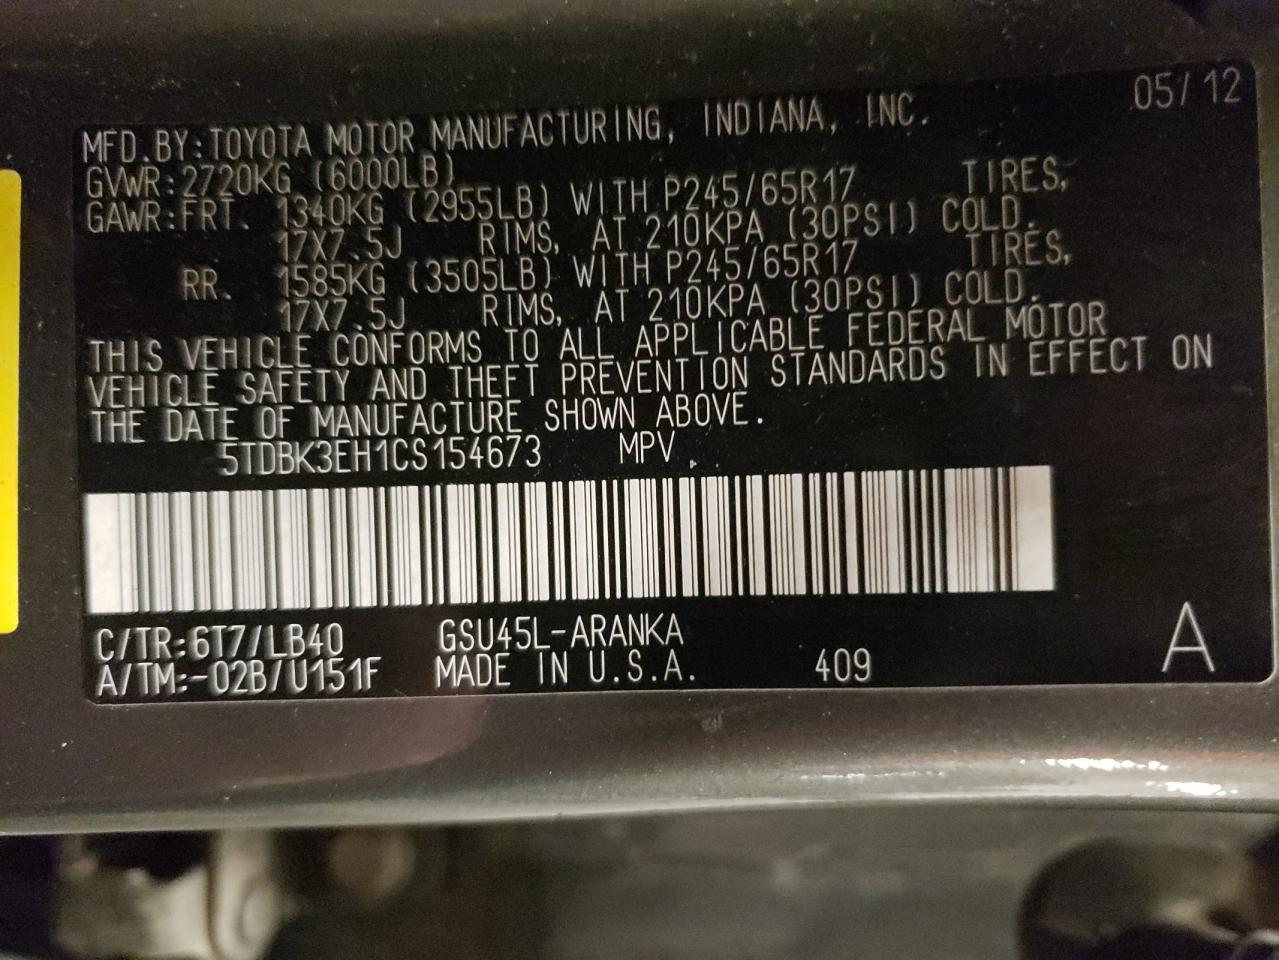 05/12
MFD.BY:TOYOTA MOTOR MANUFACTURING, INDIANA, INC.
GVWR:2720KG (6000LB)
GAWR:FRT. 1340KG (2955LB) WITH P245/65R17 TIRES,
17X7.5J RIMS, AT 210KPA (30PSI) COLD.
RR. 1585KG (3505LB) WITH P245/65R17 TIRES,
17X7.5J RIMS, AT 210KPA (30PSI) COLD.
THIS VEHICLE CONFORMS TO ALL APPLICABLE FEDERAL MOTOR
VEHICLE SAFETY AND THEFT PREVENTION STANDARDS IN EFFECT ON
THE DATE OF MANUFACTURE SHOWN ABOVE.
5TDBK3EH1CS154673 MPV
C/TR:6T7/LB40 GSU45L-ARANKA
A/TM:-02B/U151F MADE IN U.S.A. 409 A